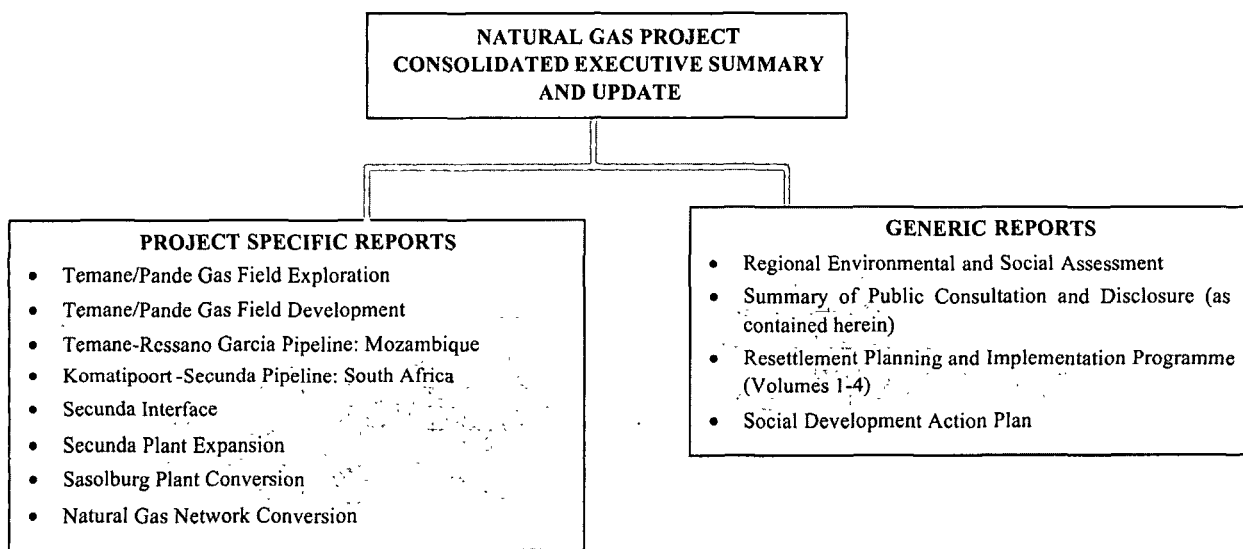 NATURAL GAS PROJECT
CONSOLIDATED EXECUTIVE SUMMARY
AND UPDATE
PROJECT SPECIFIC REPORTS
• Temane/Pande Gas Field Exploration
• Temane/Pande Gas Field Development
• Temane-Ressano Garcia Pipeline: Mozambique
• Komatipoort -Secunda Pipeline: South Africa
• Secunda Interface
• Secunda Plant Expansion
• Sasolburg Plant Conversion
• Natural Gas Network Conversion
GENERIC REPORTS
• Regional Environmental and Social Assessment
• Summary of Public Consultation and Disclosure (as
contained herein)
• Resettlement Planning and Implementation Programme
(Volumes 1-4)
• Social Development Action Plan